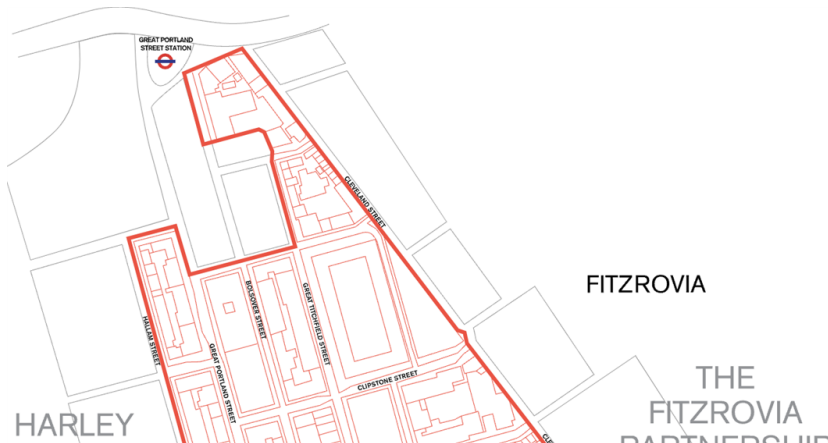 GREAT PORTLAND
STREET STATION
CLEVELAND STREET
FITZROVIA
BOLSOVER STREET
GREAT TITCHFIELD STREET
HALLAM STREET
GREAT PORTLAND STREET
CLIPSTONE STREET
THE
FITZROVIA
PARTNERSHIP
HARLEY